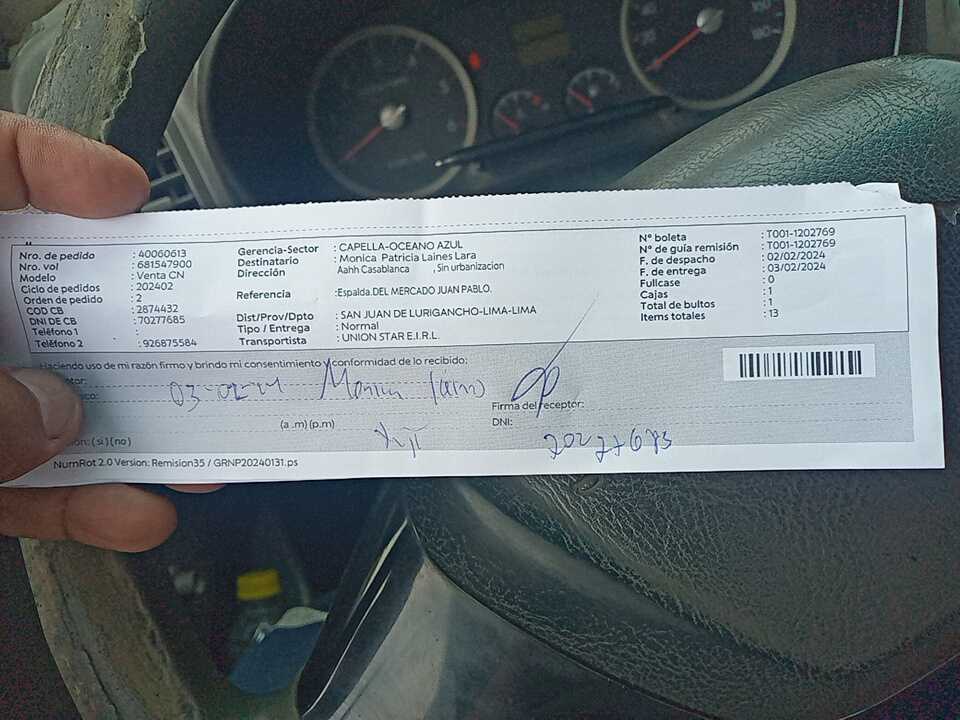 Nro. de pedido : 40060613
Nro. vol : 681547900
Modelo : Venta CN
Ciclo de pedidos : 202402
Orden de pedido : 2
COD CB : 2874432
DNI DE CB : 70277685
Teléfono 1 :
Teléfono 2 : 926875584
Gerencia-Sector : CAPELLA-OCEANO AZUL
Destinatario : Monica Patricia Laines Lara
Dirección Aahh Casablanca , Sin urbanizacion
Referencia :Espalda.DEL MERCADO JUAN PABLO.
Dist/Prov/Dpto : SAN JUAN DE LURIGANCHO-LIMA-LIMA
Tipo / Entrega : Normal
Transportista : UNION STAR E.I.R.L.
N° boleta : T001-1202769
N° de guía remisión : T001-1202769
F. de despacho : 02/02/2024
F. de entrega : 03/02/2024
Fullcase : 0
Cajas : 1
Total de bultos : 1
Items totales : 13
Haciendo uso de mi razón firmo y brindo mi consentimiento y conformidad de lo recibido:
03-02-24 Monica
Firma del receptor:
(a .m) (p.m) DNI:
(si) (no)
NumRot 2.0 Version: Remision35 / GRNP20240131.ps